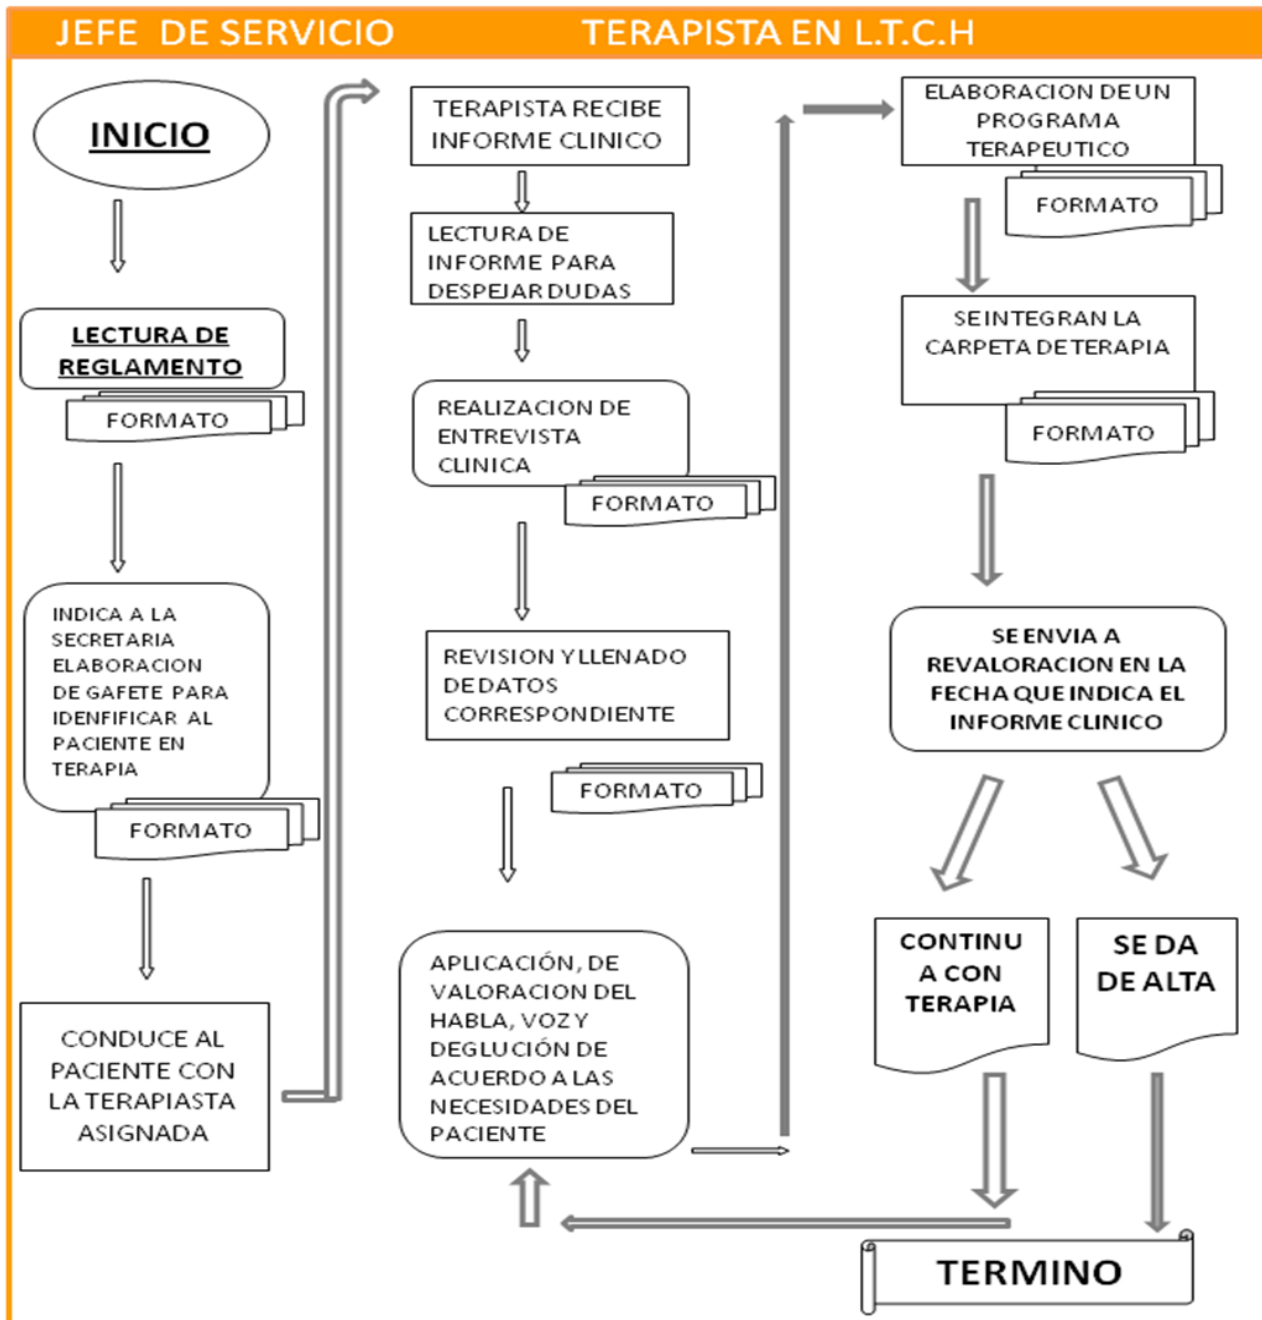 JEFE DE SERVICIO
TERAPISTA EN L.T.C.H
INICIO
LECTURA DE
REGLAMENTO
FORMATO
INDICA A LA
SECRETARIA
ELABORACION
DE GAFETE PARA
IDENFIFICAR AL
PACIENTE EN
TERAPIA
FORMATO
CONDUCE AL
PACIENTE CON
LA TERAPIASTA
ASIGNADA
TERAPISTA RECIBE
INFORME CLINICO
LECTURA DE
INFORME PARA
DESPEJAR DUDAS
REALIZACION DE
ENTREVISTA
CLINICA
FORMATO
REVISION Y LLENADO
DE DATOS
CORRESPONDIENTE
FORMATO
APLICACIÓN, DE
VALORACION DEL
HABLA, VOZ Y
DEGLUCIÓN DE
ACUERDO A LAS
NECESIDADES DEL
PACIENTE
ELABORACION DE UN
PROGRAMA
TERAPEUTICO
FORMATO
SE INTEGRAN LA
CARPETA DE TERAPIA
FORMATO
SE ENVIA A
REVALORACION EN LA
FECHA QUE INDICA EL
INFORME CLINICO
CONTINU
A CON
TERAPIA
SE DA
DE ALTA
TERMINO